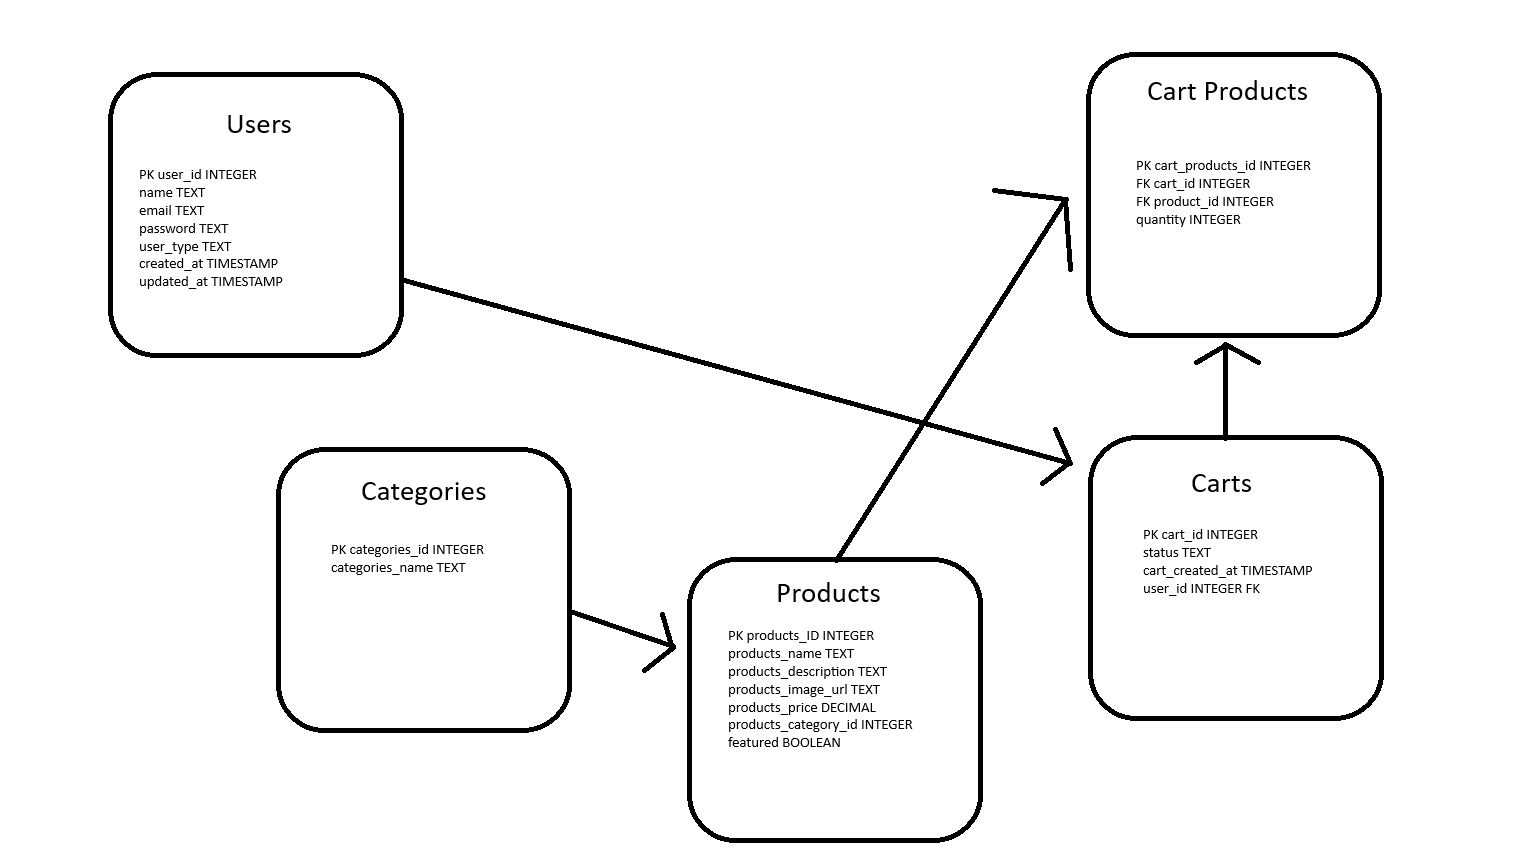 Users
PK user_id INTEGER
name TEXT
email TEXT
password TEXT
user_type TEXT
created_at TIMESTAMP
updated_at TIMESTAMP
Cart Products
PK cart_products_id INTEGER
FK cart_id INTEGER
FK product_id INTEGER
quantity INTEGER
Categories
PK categories_id INTEGER
categories_name TEXT
Products
PK products_ID INTEGER
products_name TEXT
products_description TEXT
products_image_url TEXT
products_price DECIMAL
products_category_id INTEGER
featured BOOLEAN
Carts
PK cart_id INTEGER
status TEXT
cart_created_at TIMESTAMP
user_id INTEGER FK